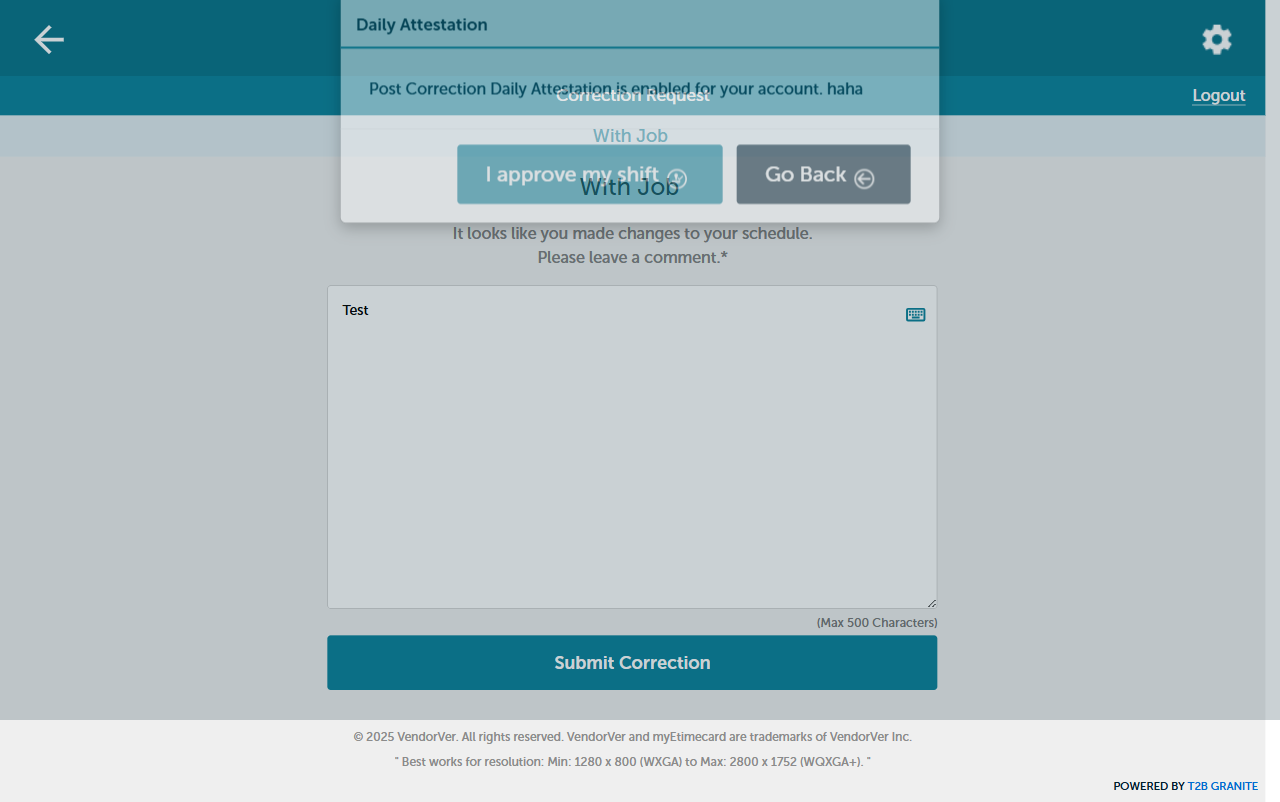 Daily Attestation
Post Correction Daily Attestation is enabled for your account. haha
Correction Request
Logout
With Job
I approve my shift
Go Back
With Job
It looks like you made changes to your schedule.
Please leave a comment.*
Test
(Max 500 Characters)
Submit Correction
© 2025 VendorVer. All rights reserved. VendorVer and myEtimecard are trademarks of VendorVer Inc.
" Best works for resolution: Min: 1280 x 800 (WXGA) to Max: 2800 x 1752 (WQXGA+). "
POWERED BY T2B GRANITE